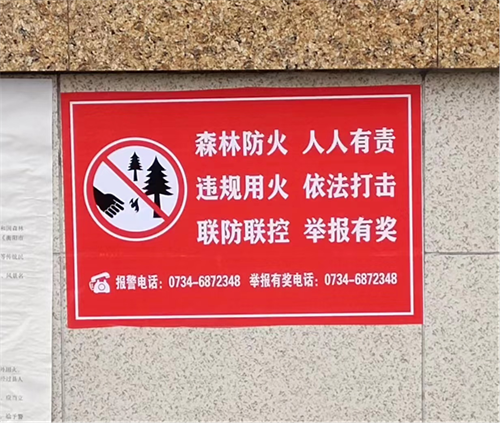 森林防火 人人有责
违规用火 依法打击
联防联控 举报有奖
报警电话：0734-6872348 举报有奖电话：0734-6872348